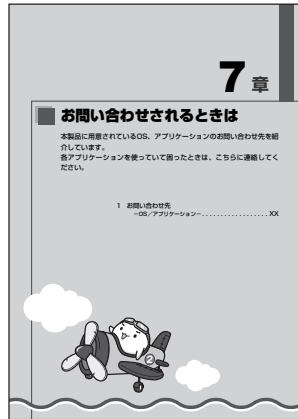 7章
お問い合わせされるときは
本製品に用意されているOS、アプリケーションのお問い合わせ先を紹
介しています。
各アプリケーションを使っていて困ったときは、こちらに連絡してく
ださい。
1 お問い合わせ先
－OS／アプリケーション－..................XX
2